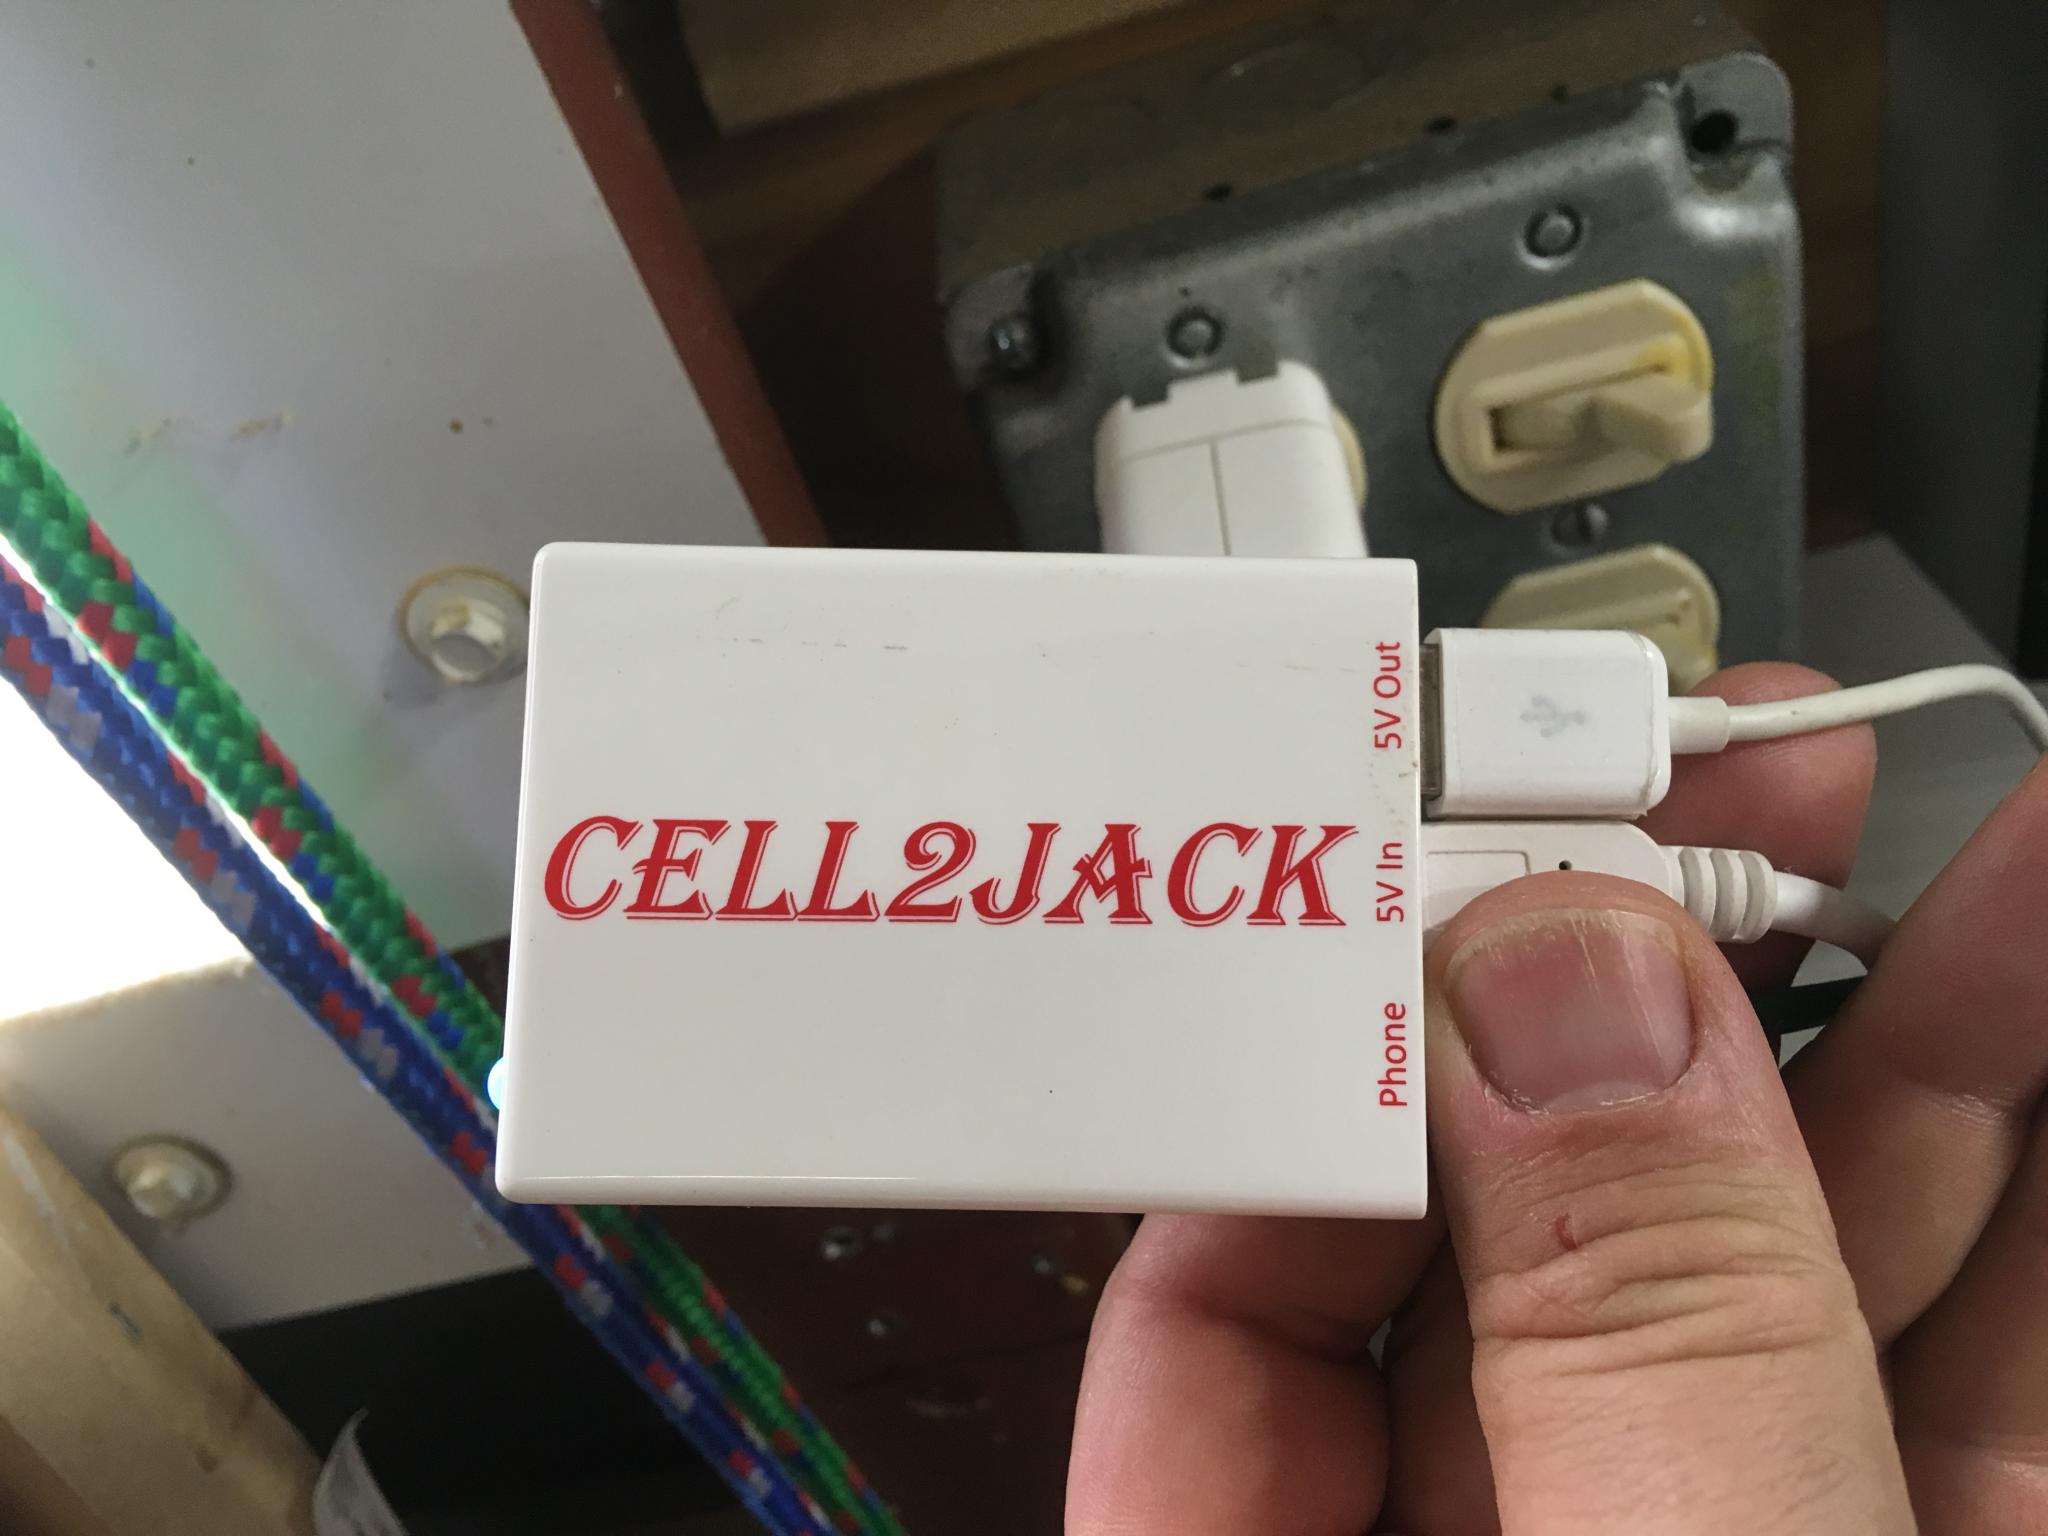 CELL2JACK
5V Out
5V In
Phone